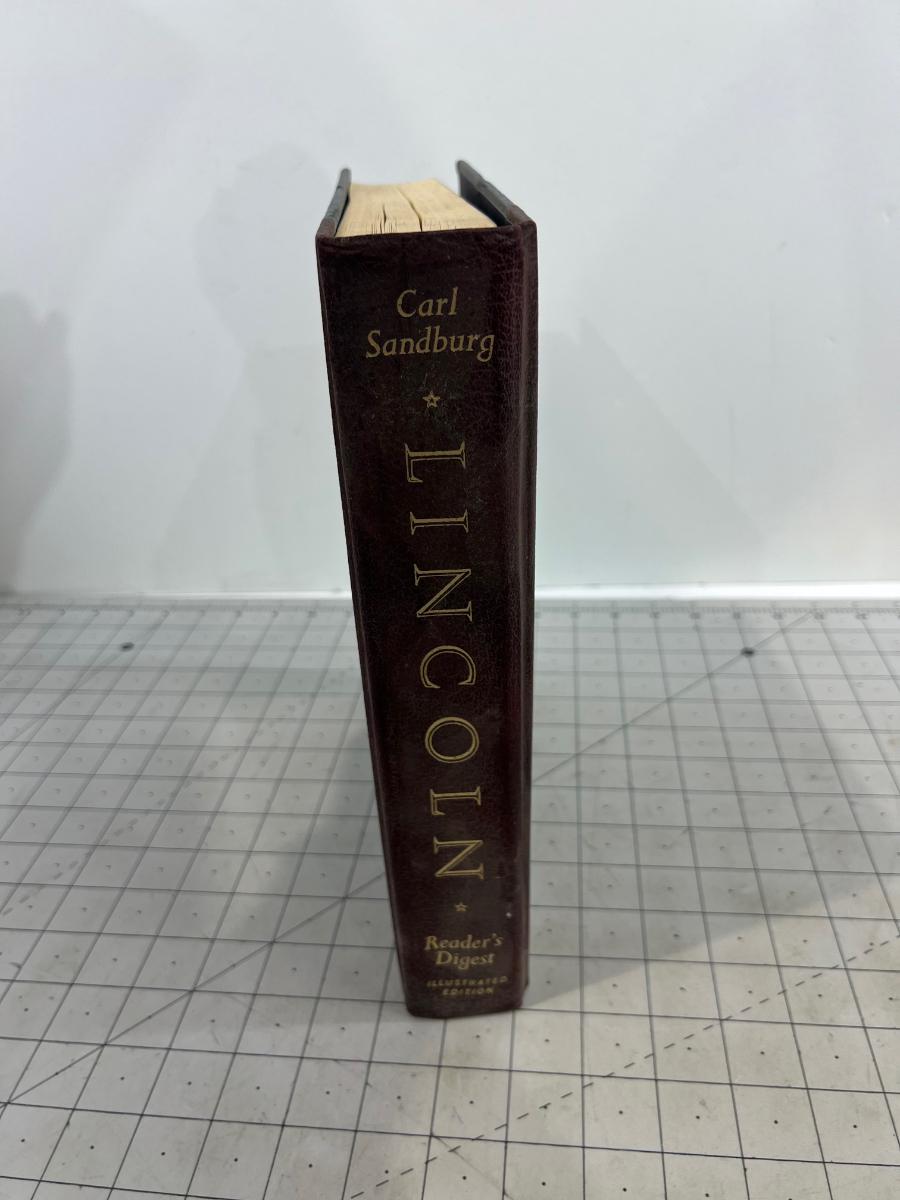 Carl
Sandburg
LINCOLN
Reader's
Digest
ILLUSTRATED
EDITION